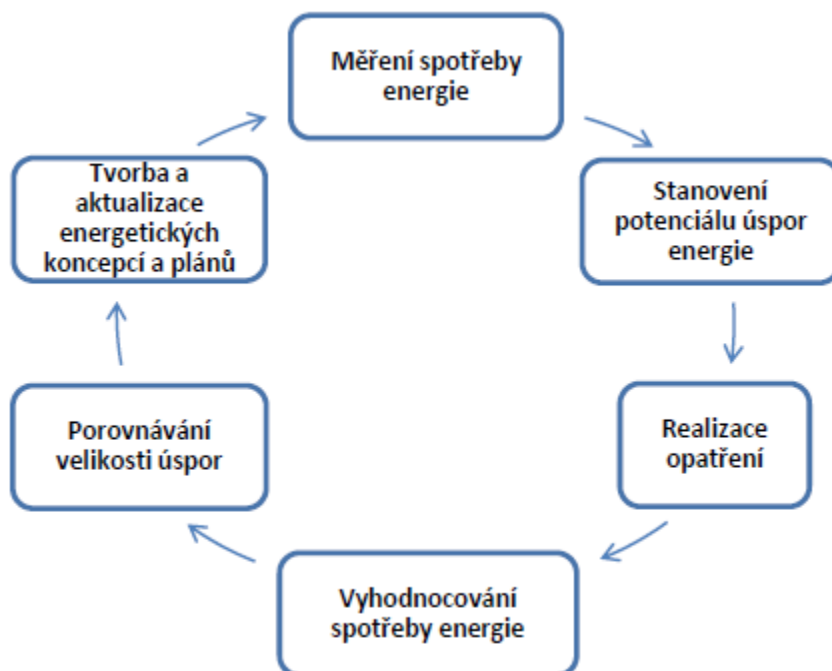 Měření spotřeby
energie
Stanovení
potenciálu úspor
energie
Realizace
opatření
Vyhodnocování
spotřeby energie
Porovnávání
velikosti úspor
Tvorba a
aktualizace
energetických
koncepcí a plánů